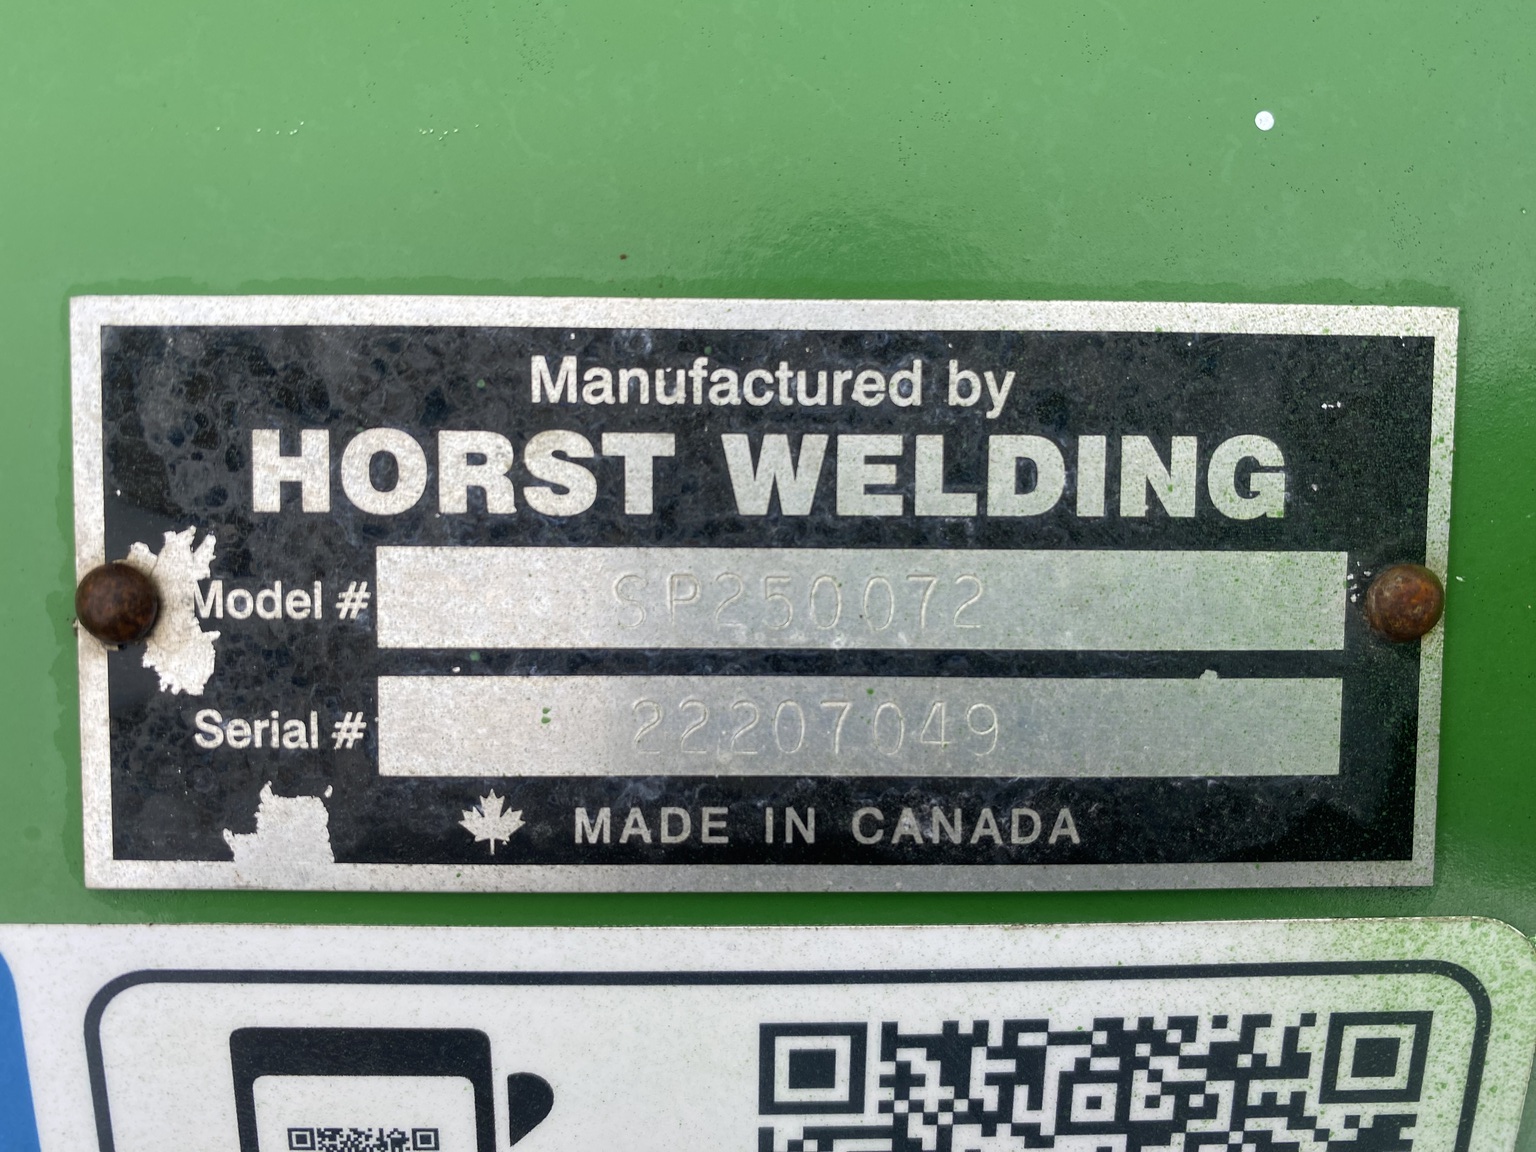 Manufactured by
HORST WELDING
Model # SP250072
Serial # 22207049
MADE IN CANADA